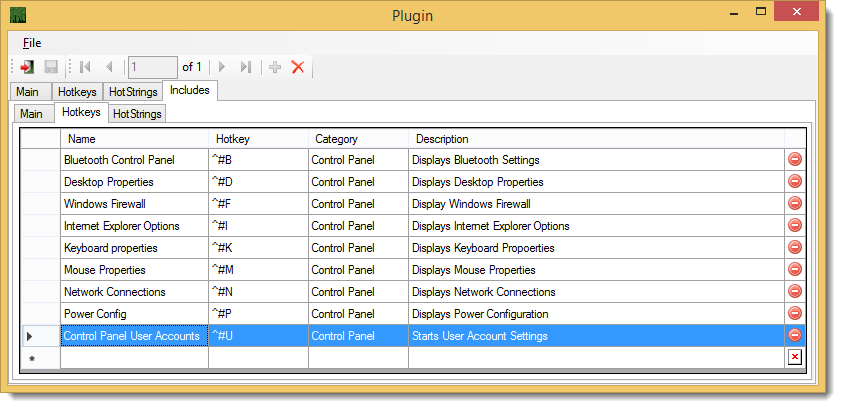 Plugin
File
1 of 1
Main Hotkeys HotStrings Includes
Main Hotkeys HotStrings
Name Hotkey Category Description
Bluetooth Control Panel ^#B Control Panel Displays Bluetooth Settings
Desktop Properties ^#D Control Panel Displays Desktop Properties
Windows Firewall ^#F Control Panel Display Windows Firewall
Internet Explorer Options ^#I Control Panel Displays Internet Explorer Options
Keyboard properties ^#K Control Panel Displays Keyboard Propoerties
Mouse Properties ^#M Control Panel Displays Mouse Properties
Network Connections ^#N Control Panel Displays Network Connections
Power Config ^#P Control Panel Displays Power Configuration
Control Panel User Accounts ^#U Control Panel Starts User Account Settings